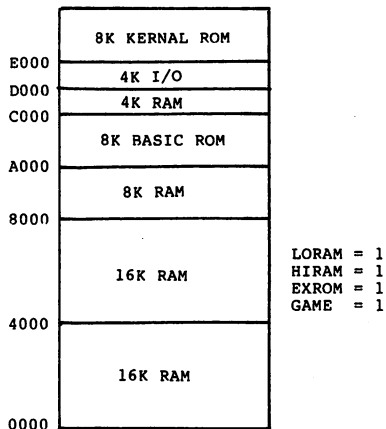 8K KERNAL ROM
E000
4K I/O
D000
4K RAM
C000
8K BASIC ROM
A000
8K RAM
8000
16K RAM
LORAM = 1
HIRAM = 1
EXROM = 1
GAME = 1
4000
16K RAM
0000